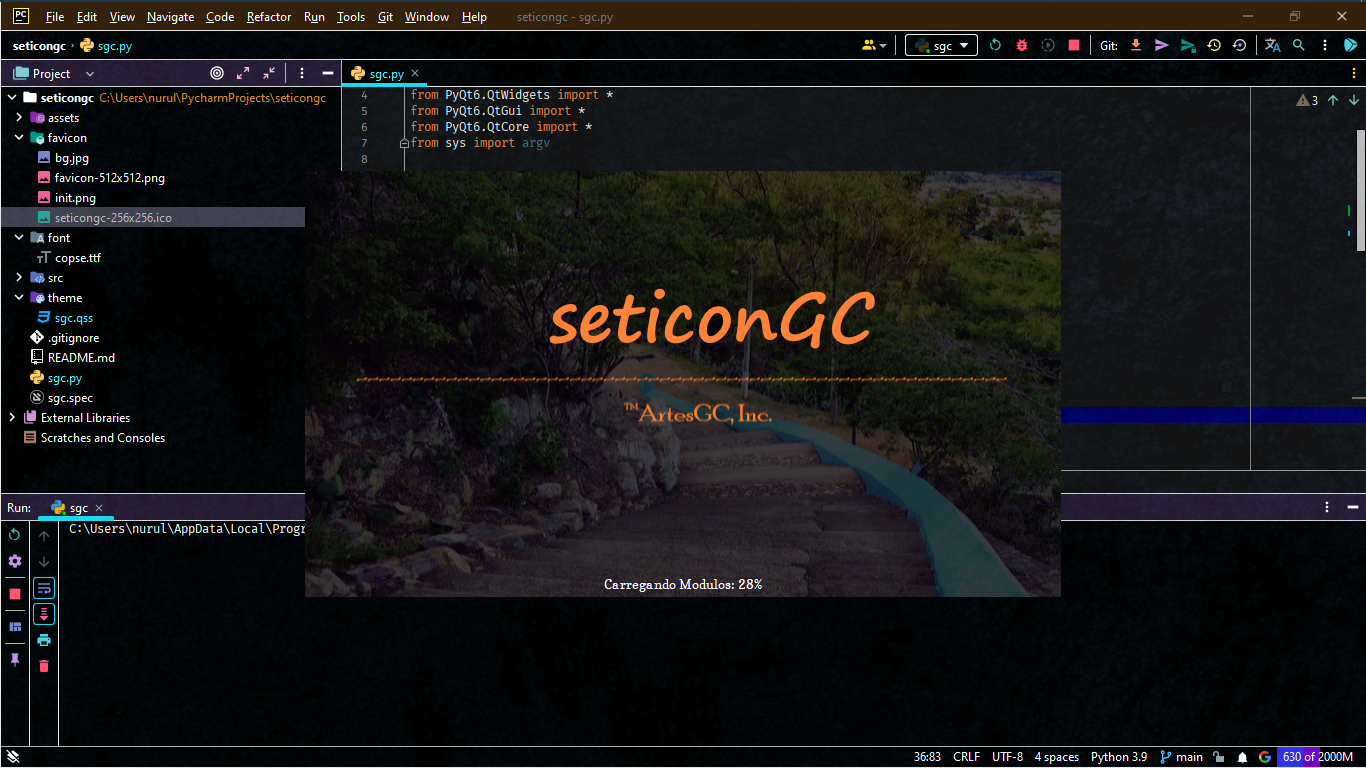 PC File Edit View Navigate Code Refactor Run Tools Git Window Help seticongc - sgc.py
seticongc sgc.py sgc Git:
Project
sgc.py
seticongc C:\Users\nurul\PycharmProjects\seticongc
assets
favicon
bg.jpg
favicon-512x512.png
init.png
seticongc-256x256.ico
font
copse.ttf
src
theme
sgc.qss
.gitignore
README.md
sgc.py
sgc.spec
External Libraries
Scratches and Consoles
4 from PyQt6.QtWidgets import *
5 from PyQt6.QtGui import *
6 from PyQt6.QtCore import *
7 from sys import argv
8
3
seticonGC
™ArtesGC, Inc.
Carregando Modulos: 28%
Run: sgc
C:\Users\nurul\AppData\Local\Progr
36:83 CRLF UTF-8 4 spaces Python 3.9 main 630 of 2000M